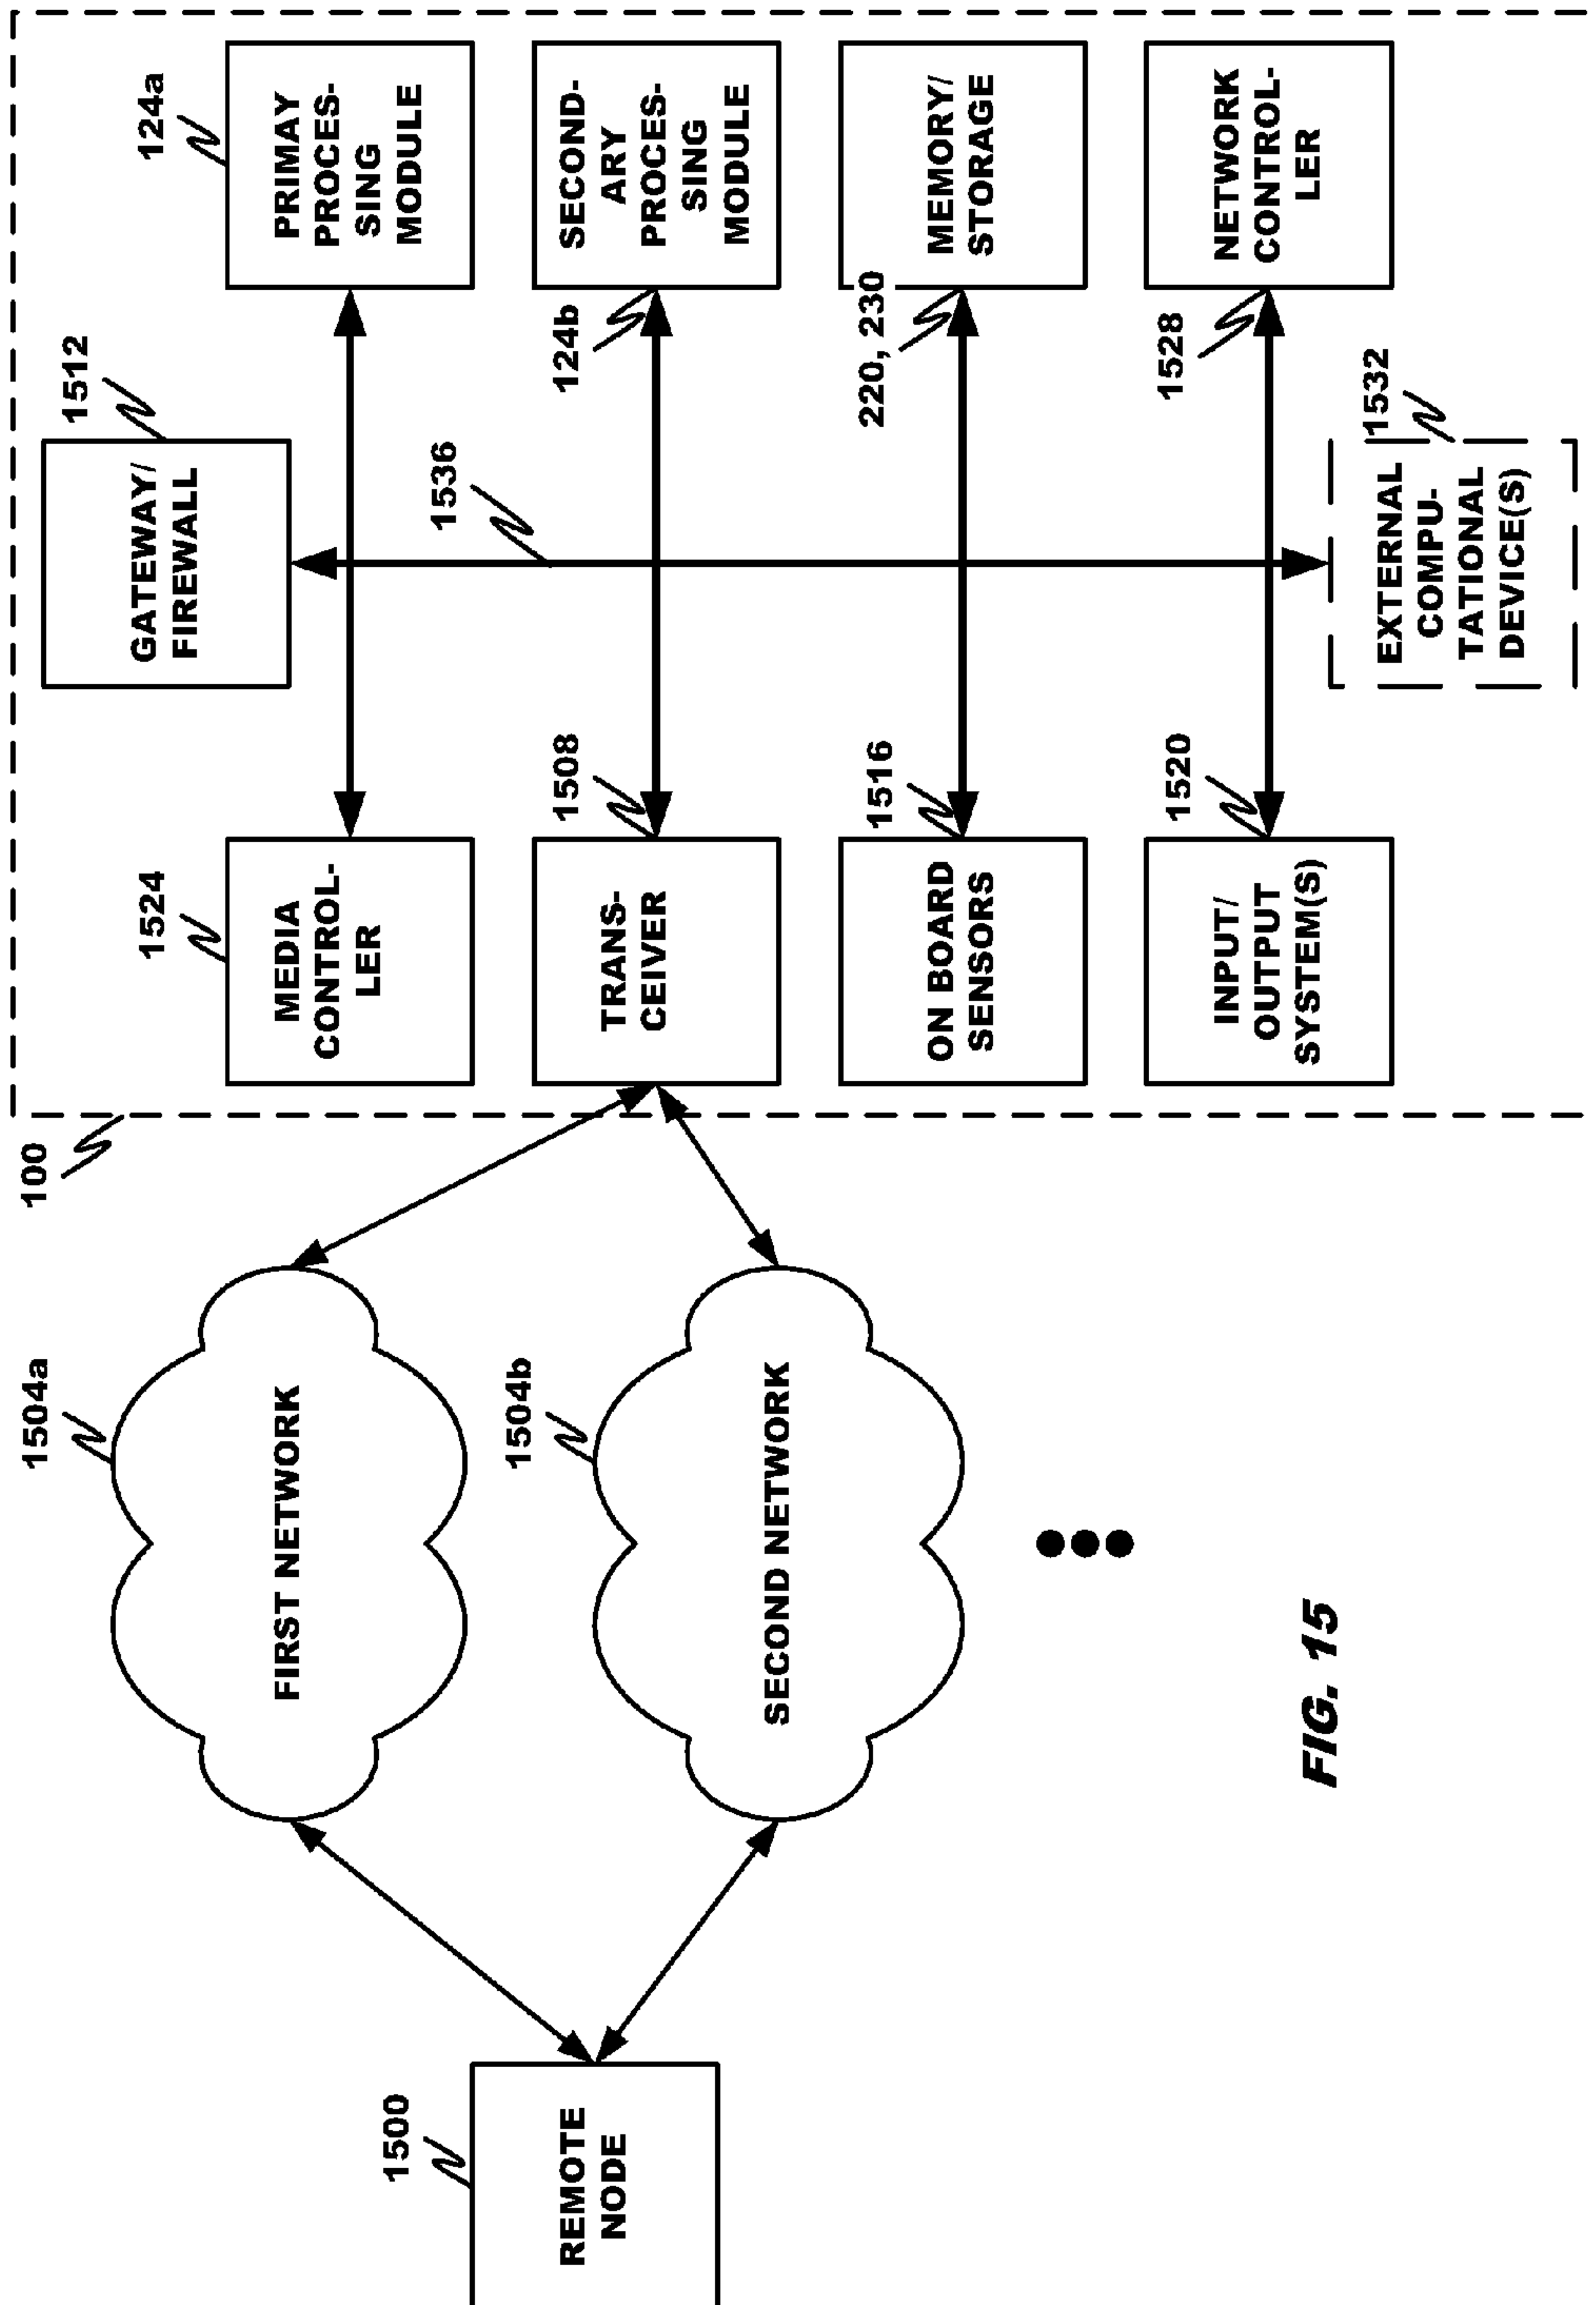 1500
REMOTE
NODE
1504a
FIRST NETWORK
1504b
SECOND NETWORK
100
1524
MEDIA
CONTROL-
LER
1508
TRANS-
CEIVER
1516
ON BOARD
SENSORS
1520
INPUT/
OUTPUT
SYSTEM(S)
1512
GATEWAY/
FIREWALL
1536
1532
EXTERNAL
COMPU-
TATIONAL
DEVICE(S)
124a
PRIMAY
PROCES-
SING
MODULE
124b
SECOND-
ARY
PROCES-
SING
MODULE
220, 230
MEMORY/
STORAGE
1528
NETWORK
CONTROL-
LER
FIG. 15